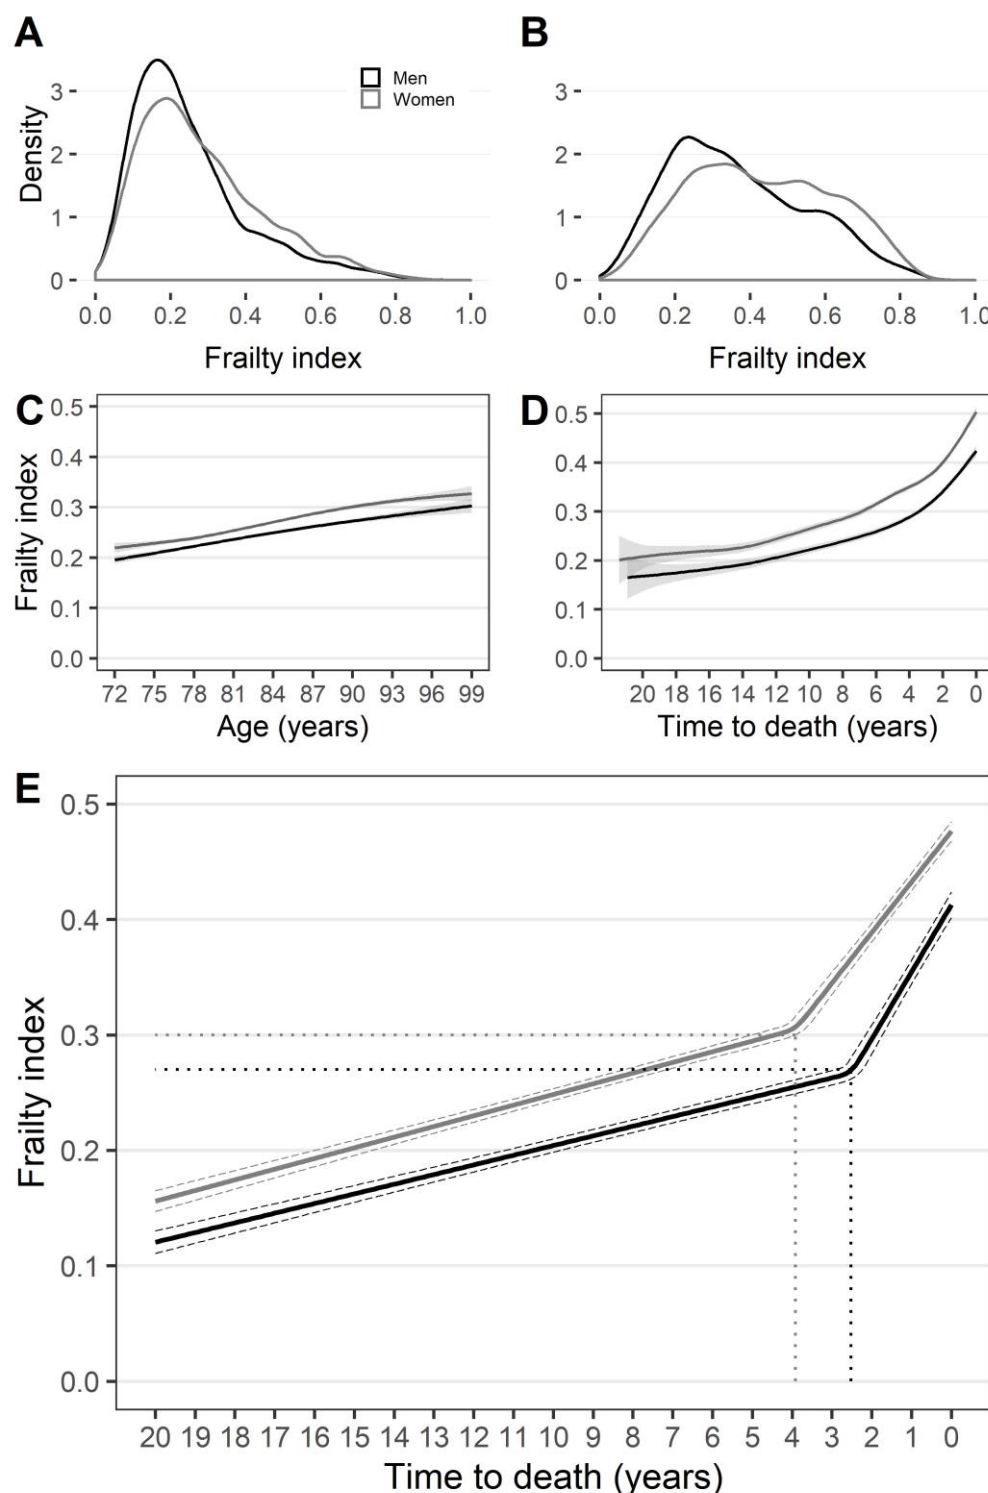 A
B
Men
Women
Density
3
2
1
0
0.0 0.2 0.4 0.6 0.8 1.0
Frailty index
3
2
1
0
0.0 0.2 0.4 0.6 0.8 1.0
Frailty index
C
Frailty index
0.5
0.4
0.3
0.2
0.1
0.0
72 75 78 81 84 87 90 93 96 99
Age (years)
D
0.5
0.4
0.3
0.2
0.1
0.0
20 18 16 14 12 10 8 6 4 2 0
Time to death (years)
E
Frailty index
0.5
0.4
0.3
0.2
0.1
0.0
20 19 18 17 16 15 14 13 12 11 10 9 8 7 6 5 4 3 2 1 0
Time to death (years)